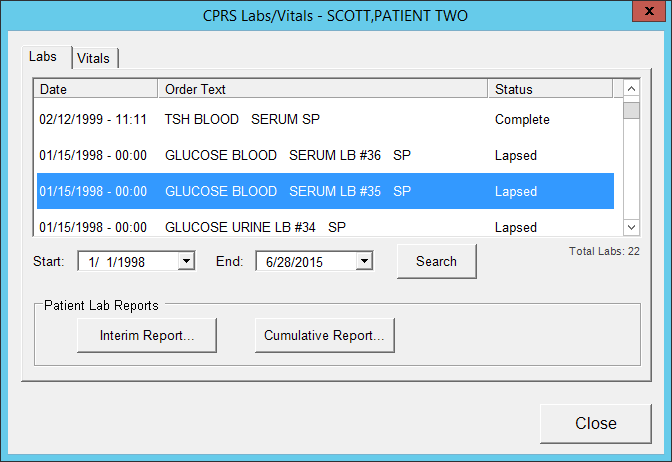 CPRS Labs/Vitals - SCOTT,PATIENT TWO
x
Labs Vitals
Date Order Text Status
02/12/1999 - 11:11 TSH BLOOD SERUM SP Complete
01/15/1998 - 00:00 GLUCOSE BLOOD SERUM LB #36 SP Lapsed
01/15/1998 - 00:00 GLUCOSE BLOOD SERUM LB #35 SP Lapsed
01/15/1998 - 00:00 GLUCOSE URINE LB #34 SP Lapsed
Total Labs: 22
Start: 1/ 1/1998 End: 6/28/2015 Search
Patient Lab Reports
Interim Report... Cumulative Report...
Close